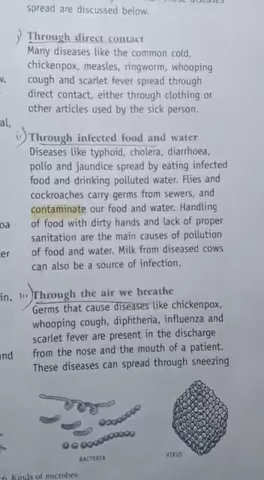 spread are discussed below.
i) Through direct contact
Many diseases like the common cold,
chickenpox, measles, ringworm, whooping
cough and scarlet fever spread through
direct contact, either through clothing or
other articles used by the sick person.
al,
ii) Through infected food and water
Diseases like typhoid, cholera, diarrhoea,
polio and jaundice spread by eating infected
food and drinking polluted water. Flies and
cockroaches carry germs from sewers, and
contaminate our food and water. Handling
of food with dirty hands and lack of proper
sanitation are the main causes of pollution
er of food and water. Milk from diseased cows
can also be a source of infection.
in, iii) Through the air we breathe
Germs that cause diseases like chickenpox,
whooping cough, diphtheria, influenza and
scarlet fever are present in the discharge
nd from the nose and the mouth of a patient.
These diseases can spread through sneezing
BACTERIA VIRUS
Kinds of microbes